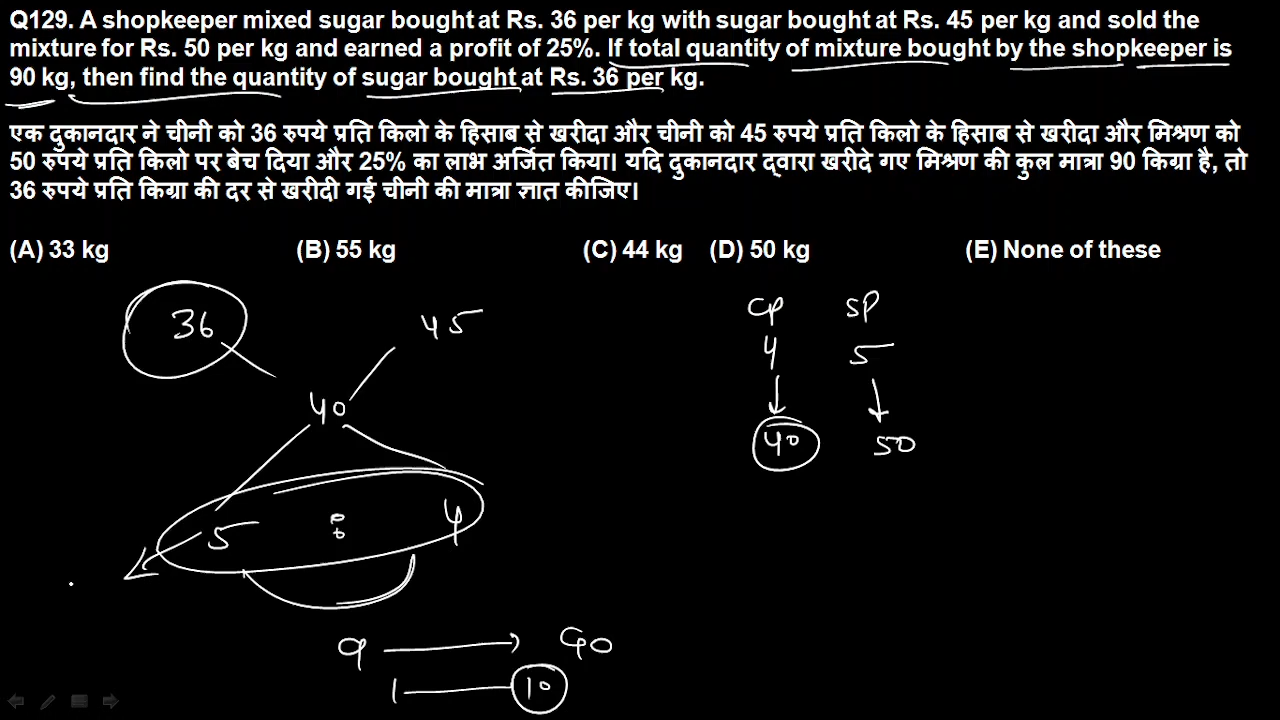 Q129. A shopkeeper mixed sugar bought at Rs. 36 per kg with sugar bought at Rs. 45 per kg and sold the
mixture for Rs. 50 per kg and earned a profit of 25%. If total quantity of mixture bought by the shopkeeper is
90 kg, then find the quantity of sugar bought at Rs. 36 per kg.
एक दुकानदार ने चीनी को 36 रुपये प्रति किलो के हिसाब से खरीदा और चीनी को 45 रुपये प्रति किलो के हिसाब से खरीदा और मिश्रण को
50 रुपये प्रति किलो पर बेच दिया और 25% का लाभ अर्जित किया। यदि दुकानदार द्वारा खरीदे गए मिश्रण की कुल मात्रा 90 किग्रा है, तो
36 रुपये प्रति किग्रा की दर से खरीदी गई चीनी की मात्रा ज्ञात कीजिए।
(A) 33 kg (B) 55 kg (C) 44 kg (D) 50 kg (E) None of these
36 45
CP SP
4 5
40
40 50
5 : 4
9 90
1 10